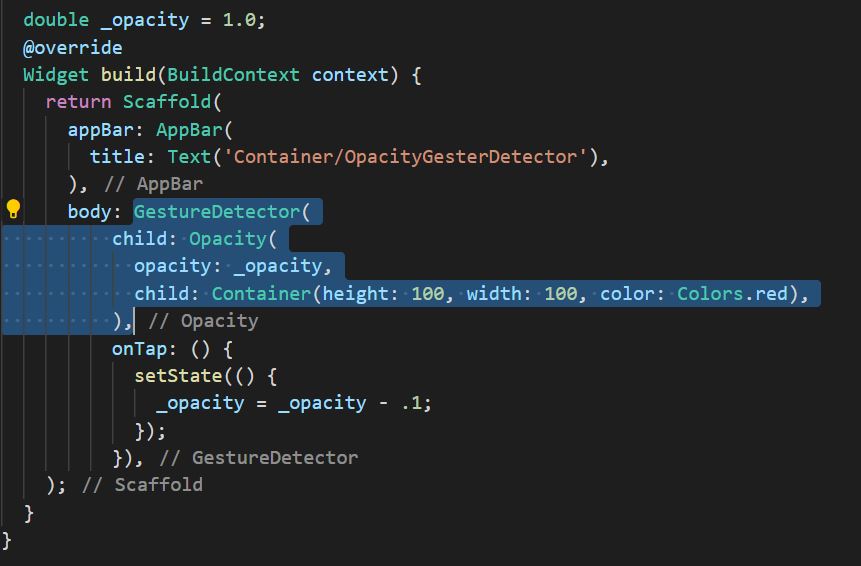 double _opacity = 1.0;
@override
Widget build(BuildContext context) {
return Scaffold(
appBar: AppBar(
title: Text('Container/OpacityGesterDetector'),
), // AppBar
body: GestureDetector(
child: Opacity(
opacity: _opacity,
child: Container(height: 100, width: 100, color: Colors.red),
), // Opacity
onTap: () {
setState(() {
_opacity = _opacity - .1;
});
}), // GestureDetector
); // Scaffold
}
}